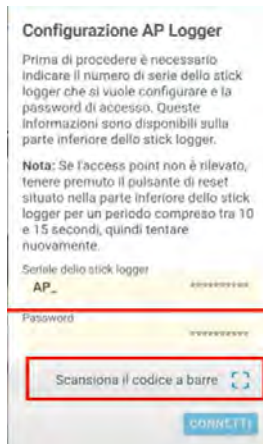 Configurazione AP Logger
Prima di procedere è necessario
indicare il numero di serie dello stick
logger che si vuole configurare e la
password di accesso. Queste
informazioni sono disponibili sulla
parte inferiore dello stick logger.
Nota: Se l'access point non è rilevato,
tenere premuto il pulsante di reset
situato nella parte inferiore dello stick
logger per un periodo compreso tra 10
e 15 secondi, quindi tentare
nuovamente.
Seriale dello stick logger
AP_ **********
Password
**********
Scansiona il codice a barre
CONNETTI